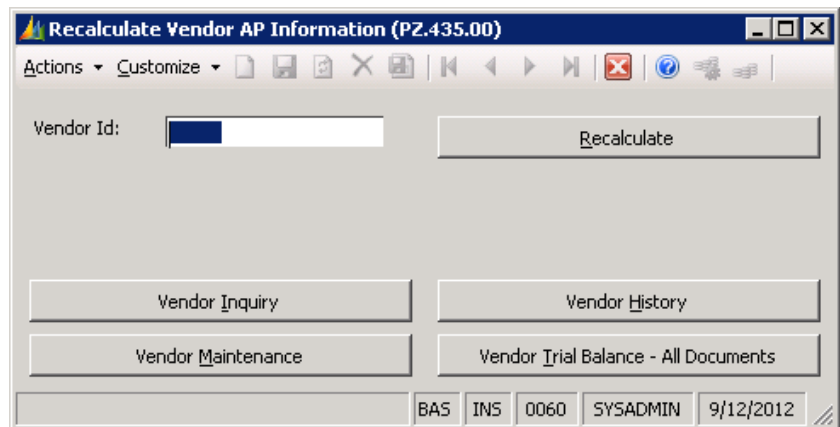 Recalculate Vendor AP Information (PZ.435.00)
Actions Customize
Vendor Id:
Recalculate
Vendor Inquiry Vendor History
Vendor Maintenance Vendor Trial Balance - All Documents
BAS INS 0060 SYSADMIN 9/12/2012